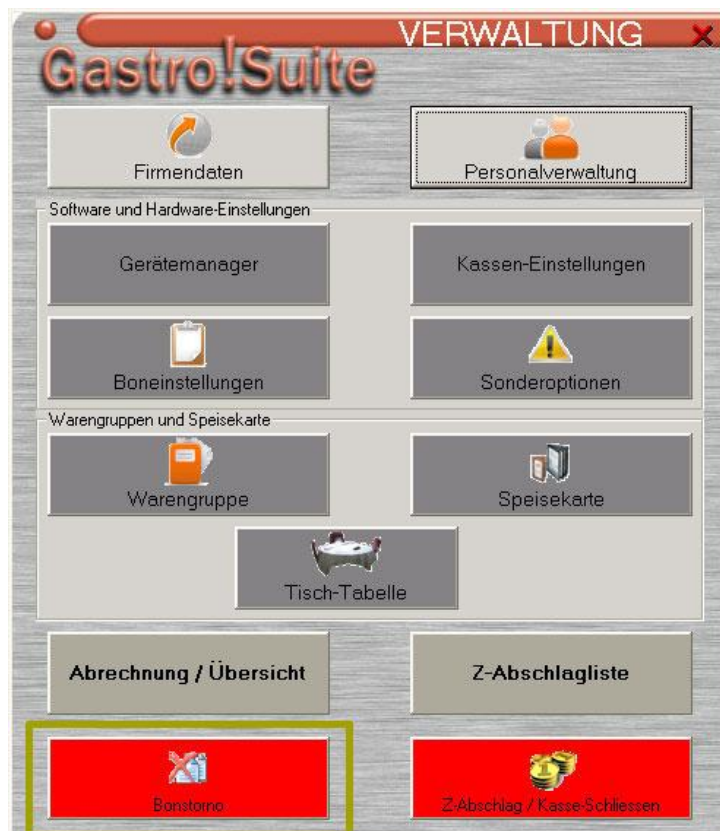 VERWALTUNG
Gastro!Suite
Firmendaten
Personalverwaltung
Software und Hardware-Einstellungen
Gerätemanager
Kassen-Einstellungen
Boneinstellungen
Sonderoptionen
Warengruppen und Speisekarte
Warengruppe
Speisekarte
Tisch-Tabelle
Abrechnung / Übersicht
Z-Abschlagliste
Bonstorno
Z-Abschlag / Kasse-Schliessen